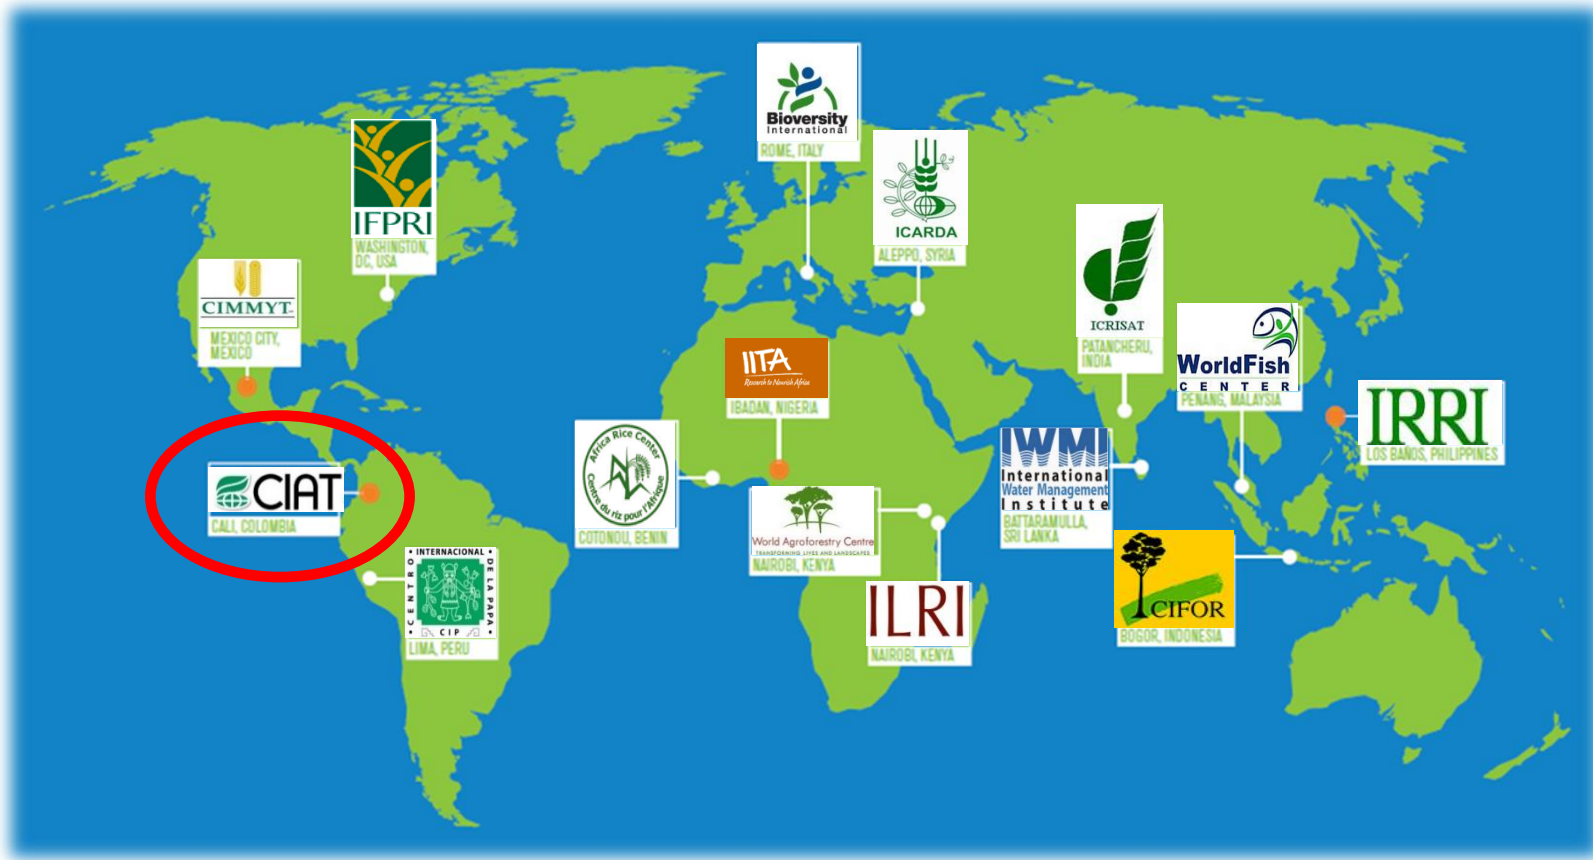 Bioversity
International
ROME, ITALY
IFPRI
WASHINGTON,
DC, USA
ICARDA
ALEPPO, SYRIA
CIMMYT
MEXICO CITY,
MEXICO
ICRISAT
PATANCHERU,
INDIA
WorldFish
CENTER
PENANG, MALAYSIA
IITA
Research to Nourish Africa
IBADAN, NIGERIA
IRRI
LOS BAÑOS, PHILIPPINES
Africa Rice Center
Centre du riz pour l'Afrique
COTONOU, BENIN
IWMI
International
Water Management
Institute
BATTARAMULLA,
SRI LANKA
CIAT
CALI, COLOMBIA
World Agroforestry Centre
TRANSFORMING LIVES AND LANDSCAPES
NAIROBI, KENYA
CENTRO INTERNACIONAL DE LA PAPA
CIP
LIMA, PERU
ILRI
NAIROBI, KENYA
CIFOR
BOGOR, INDONESIA